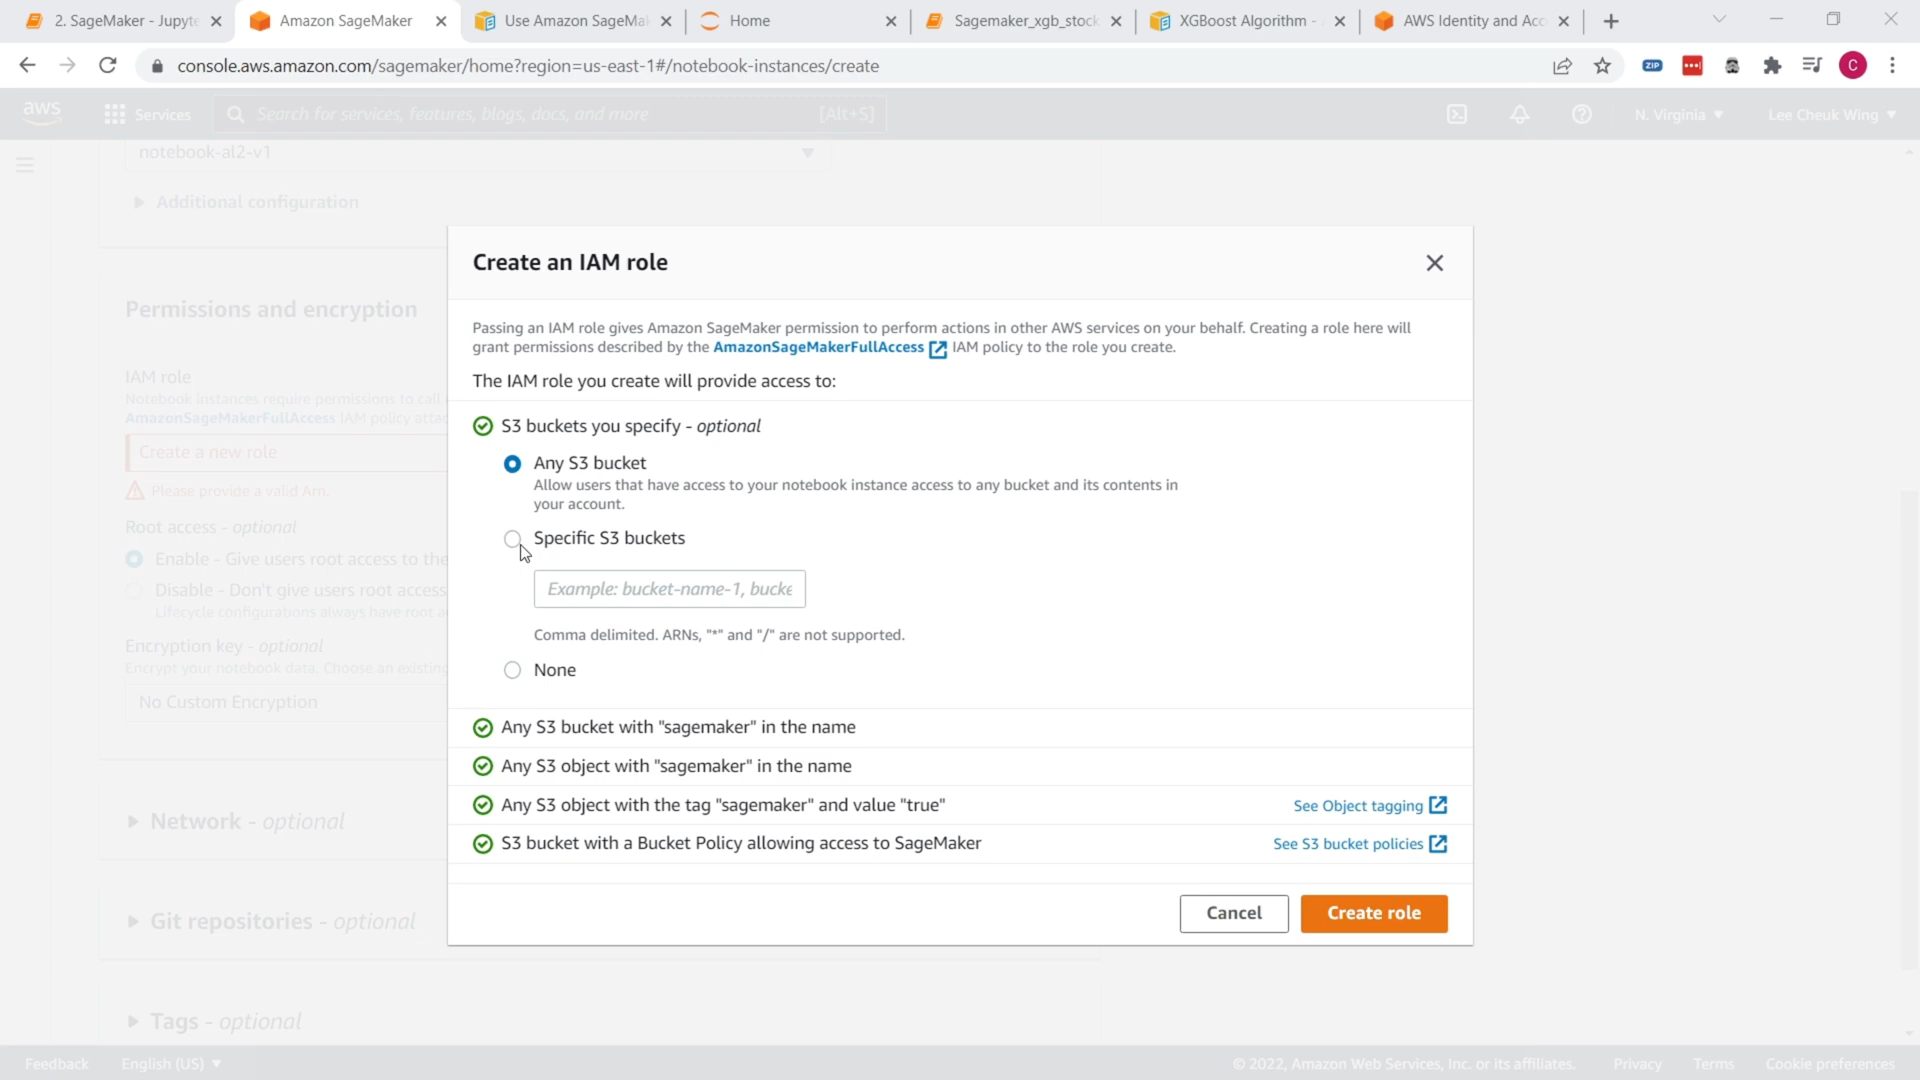 2. SageMaker - Jupyte
Amazon SageMaker
Use Amazon SageMak
Home
Sagemaker_xgb_stock
XGBoost Algorithm -
AWS Identity and Acc
console.aws.amazon.com/sagemaker/home?region=us-east-1#/notebook-instances/create
ZIP
C
aws
Services
Search for services, features, blogs, docs, and more
[Alt+S]
N. Virginia
Lee Cheuk Wing
notebook-al2-v1
Additional configuration
Permissions and encryption
IAM role
Notebook instances require permissions to call
AmazonSageMakerFullAccess IAM policy attac
Create a new role
Please provide a valid Arn.
Root access - optional
Enable - Give users root access to the
Disable - Don't give users root access
Lifecycle configurations always have root a
Encryption key - optional
Encrypt your notebook data. Choose an existing
No Custom Encryption
Network - optional
Git repositories - optional
Tags - optional
Create an IAM role
Passing an IAM role gives Amazon SageMaker permission to perform actions in other AWS services on your behalf. Creating a role here will
grant permissions described by the AmazonSageMakerFullAccess IAM policy to the role you create.
The IAM role you create will provide access to:
S3 buckets you specify - optional
Any S3 bucket
Allow users that have access to your notebook instance access to any bucket and its contents in
your account.
Specific S3 buckets
Example: bucket-name-1, bucke
Comma delimited. ARNs, "*" and "/" are not supported.
None
Any S3 bucket with "sagemaker" in the name
Any S3 object with "sagemaker" in the name
Any S3 object with the tag "sagemaker" and value "true"
See Object tagging
S3 bucket with a Bucket Policy allowing access to SageMaker
See S3 bucket policies
Cancel
Create role
Feedback
English (US)
© 2022, Amazon Web Services, Inc. or its affiliates.
Privacy
Terms
Cookie preferences